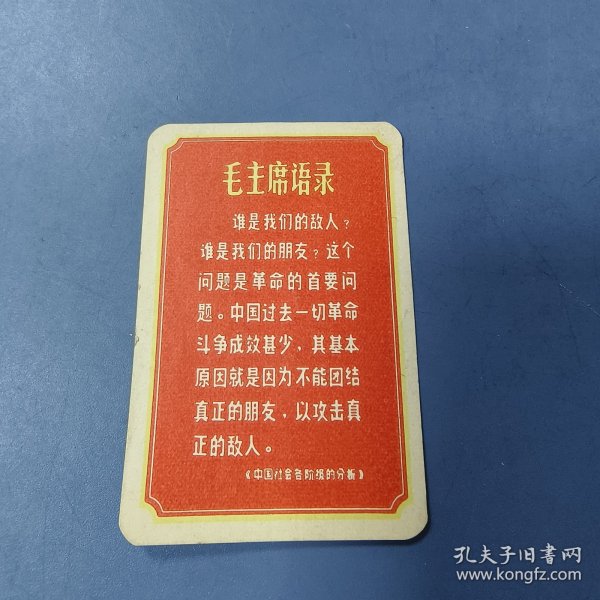 毛主席语录
谁是我们的敌人？
谁是我们的朋友？这个
问题是革命的首要问
题。中国过去一切革命
斗争成效甚少，其基本
原因就是因为不能团结
真正的朋友，以攻击真
正的敌人。
《中国社会各阶级的分析》
孔夫子旧書网
www.kongfz.com